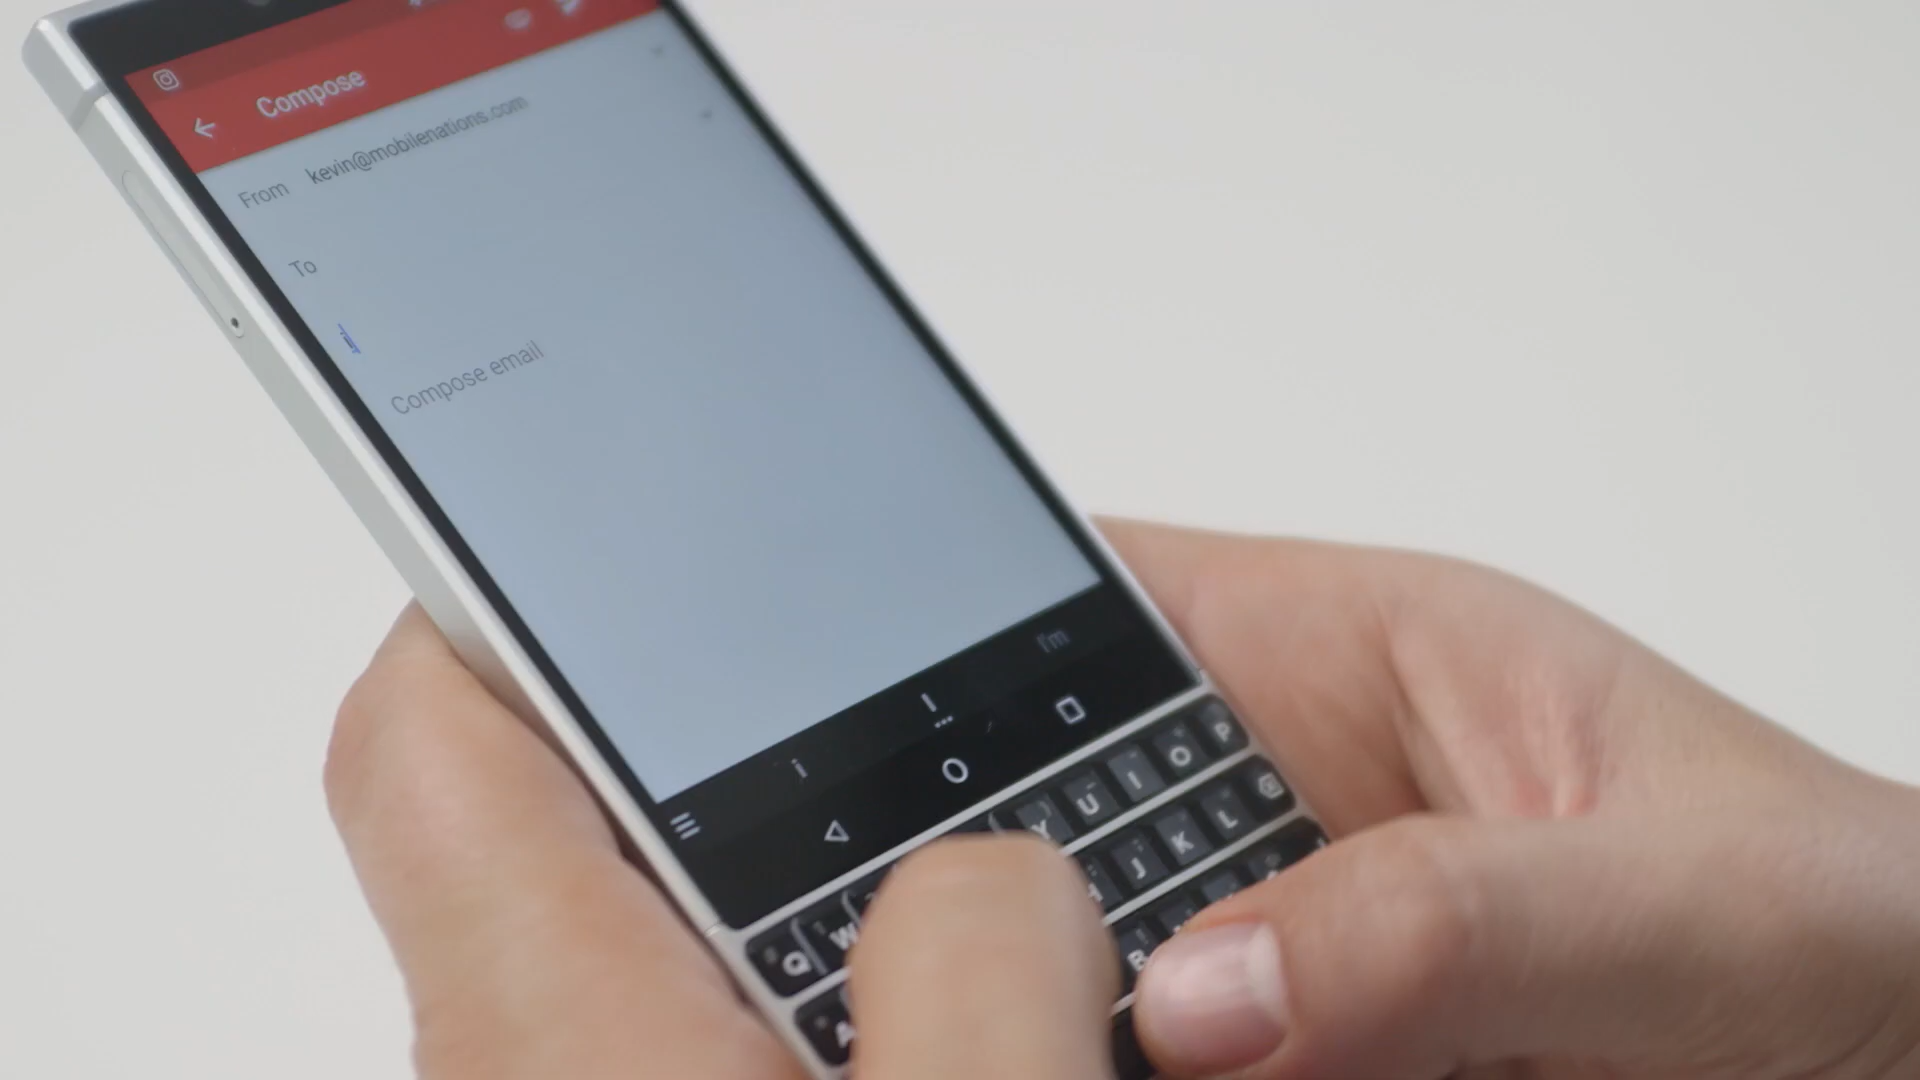 Compose
From kevin@mobilenations.com
To
Compose email
i I I'm
Y U I O P
Q W
J K L
A
B